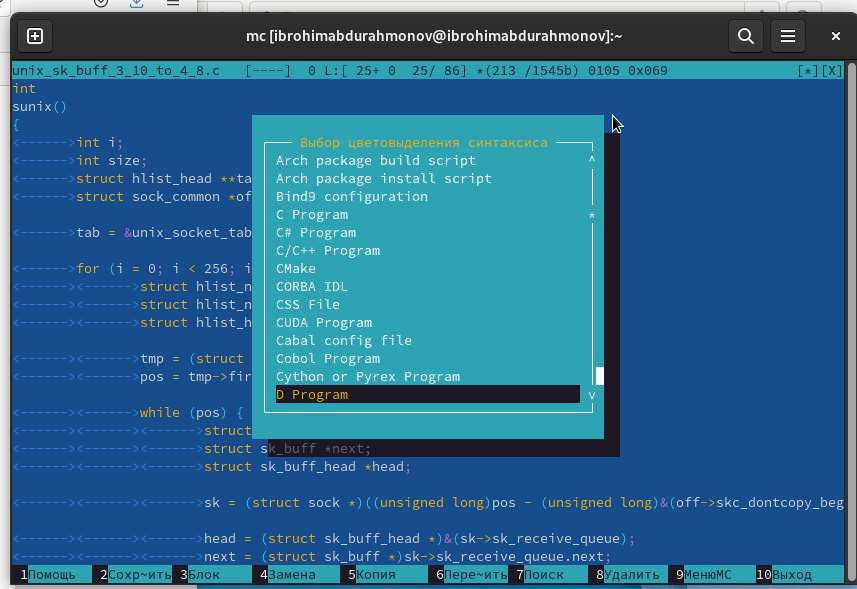 mc [ibrohimabdurahmonov@ibrohimabdurahmonov]:~
unix_sk_buff_3_10_to_4_8.c [----] 0 L:[ 25+ 0 25/ 86] *(213 /1545b) 0105 0x069 [*][X]
int
sunix()
{
<------>int i;
<------>int size;
<------>struct hlist_head **ta
<------>struct sock_common *of
<------>tab = &unix_socket_tab
<------>for (i = 0; i < 256; i
<------><------>struct hlist_n
<------><------>struct hlist_n
<------><------>struct hlist_h
<------><------>tmp = (struct
<------><------>pos = tmp->fir
<------><------>while (pos) {
<------><------><------>struct
<------><------><------>struct sk_buff *next;
<------><------><------>struct sk_buff_head *head;
<------><------><------>sk = (struct sock *)((unsigned long)pos - (unsigned long)&(off->skc_dontcopy_beg
<------><------><------>head = (struct sk_buff_head *)&(sk->sk_receive_queue);
<------><------><------>next = (struct sk_buff *)sk->sk_receive_queue.next;
Выбор цветовыделения синтаксиса
Arch package build script ^
Arch package install script
Bind9 configuration
C Program *
C# Program
C/C++ Program
CMake
CORBA IDL
CSS File
CUDA Program
Cabal config file
Cobol Program
Cython or Pyrex Program
D Program v
1Помощь 2Сохр~ить 3Блок 4Замена 5Копия 6Пере~ить 7Поиск 8Удалить 9МенюMC 10Выход